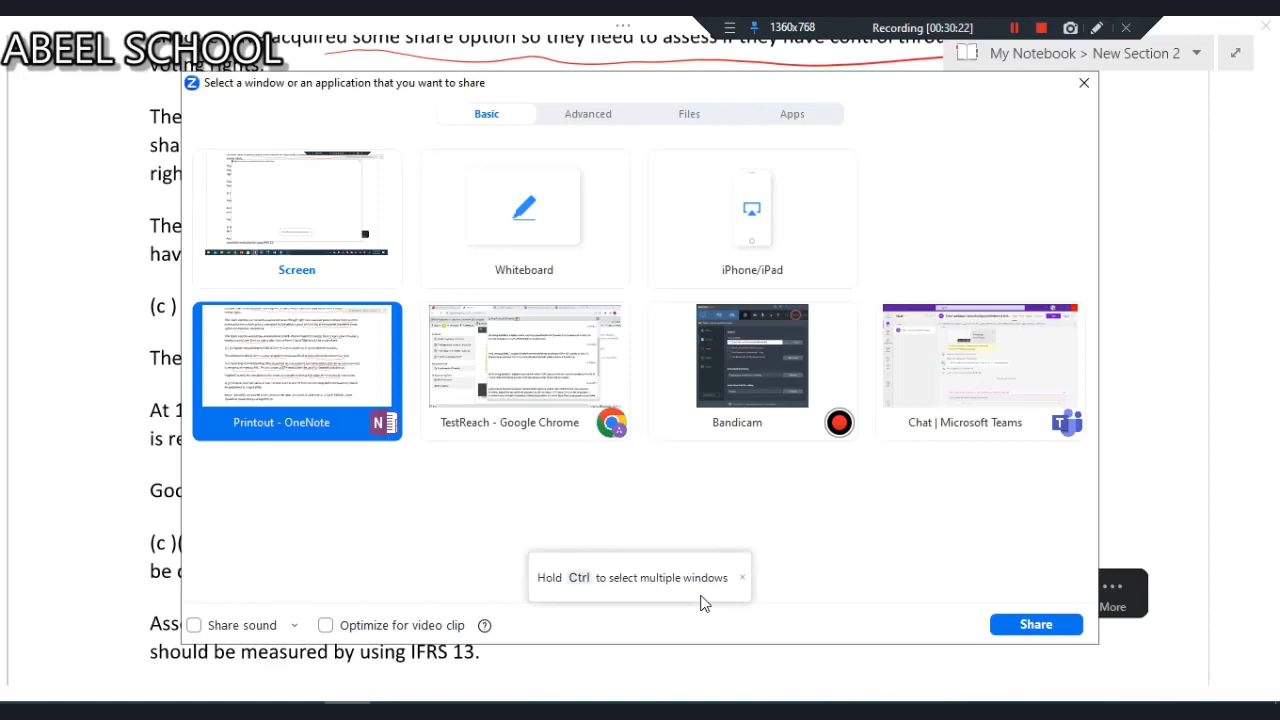 1360x768
Recording [00:30:22]
acquired some share option so they need to assess if they have control
ABEEL SCHOOL
My Notebook > New Section 2
voting rights.
Select a window or an application that you want to share
Basic
Advanced
Files
Apps
The
sha
righ
The
hav
Screen
Whiteboard
iPhone/iPad
(c )
The
At 1
is re
Printout - OneNote
TestReach - Google Chrome
Bandicam
Chat | Microsoft Teams
Goo
(c )(
be c
Hold Ctrl to select multiple windows
More
Asse
Share sound
Optimize for video clip
Share
should be measured by using IFRS 13.